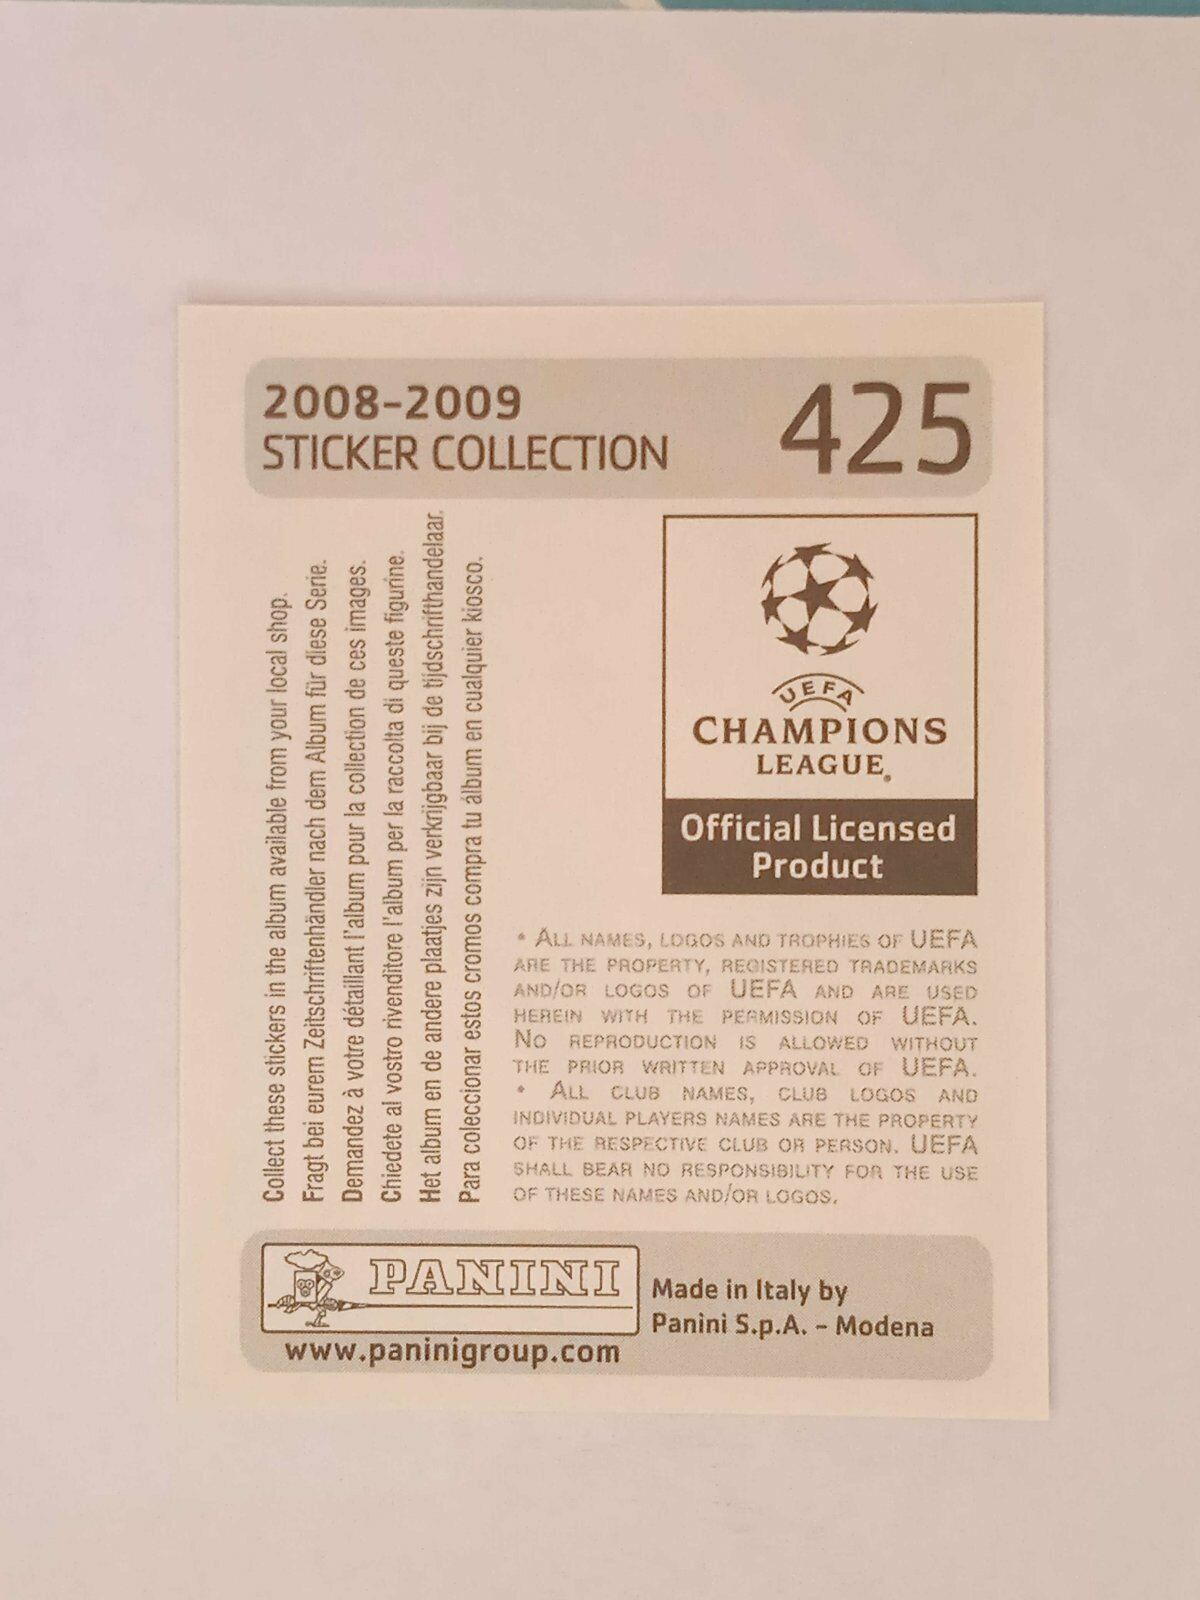 2008-2009
STICKER COLLECTION
425
Collect these stickers in the album available from your local shop.
Fragt bei eurem Zeitschriftenhändler nach dem Album für diese Serie.
Demandez à votre détaillant l'album pour la collection de ces images.
Chiedete al vostro rivenditore l'album per la raccolta di queste figurine.
Het album en de andere plaatjes zijn verkrijgbaar bij de tijdschrifthandelaar.
Para coleccionar estos cromos compra tu álbum en cualquier kiosco.
UEFA
CHAMPIONS
LEAGUE®
Official Licensed
Product
• ALL NAMES, LOGOS AND TROPHIES OF UEFA
ARE THE PROPERTY, REGISTERED TRADEMARKS
AND/OR LOGOS OF UEFA AND ARE USED
HEREIN WITH THE PERMISSION OF UEFA.
NO REPRODUCTION IS ALLOWED WITHOUT
THE PRIOR WRITTEN APPROVAL OF UEFA.
• ALL CLUB NAMES, CLUB LOGOS AND
INDIVIDUAL PLAYERS NAMES ARE THE PROPERTY
OF THE RESPECTIVE CLUB OR PERSON. UEFA
SHALL BEAR NO RESPONSIBILITY FOR THE USE
OF THESE NAMES AND/OR LOGOS.
PANINI
www.paninigroup.com
Made in Italy by
Panini S.p.A. - Modena